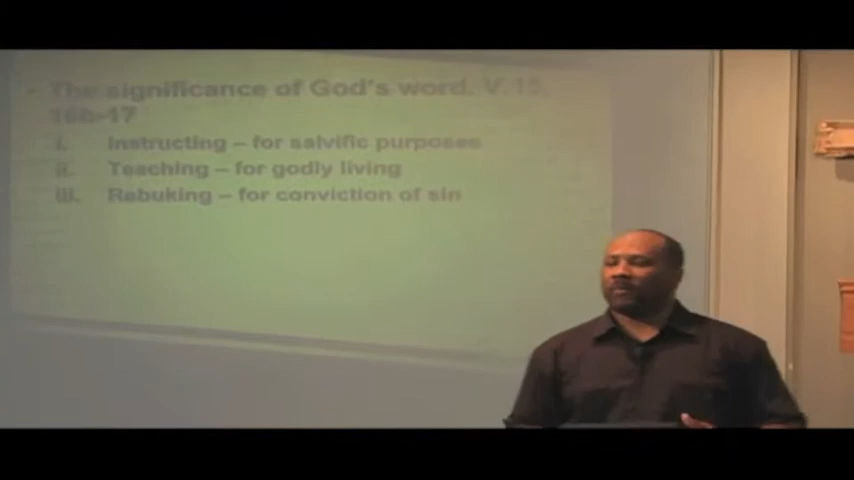 - The significance of God's word. V.15,
16b-17
i. Instructing – for salvific purposes
ii. Teaching – for godly living
iii. Rebuking – for conviction of sin